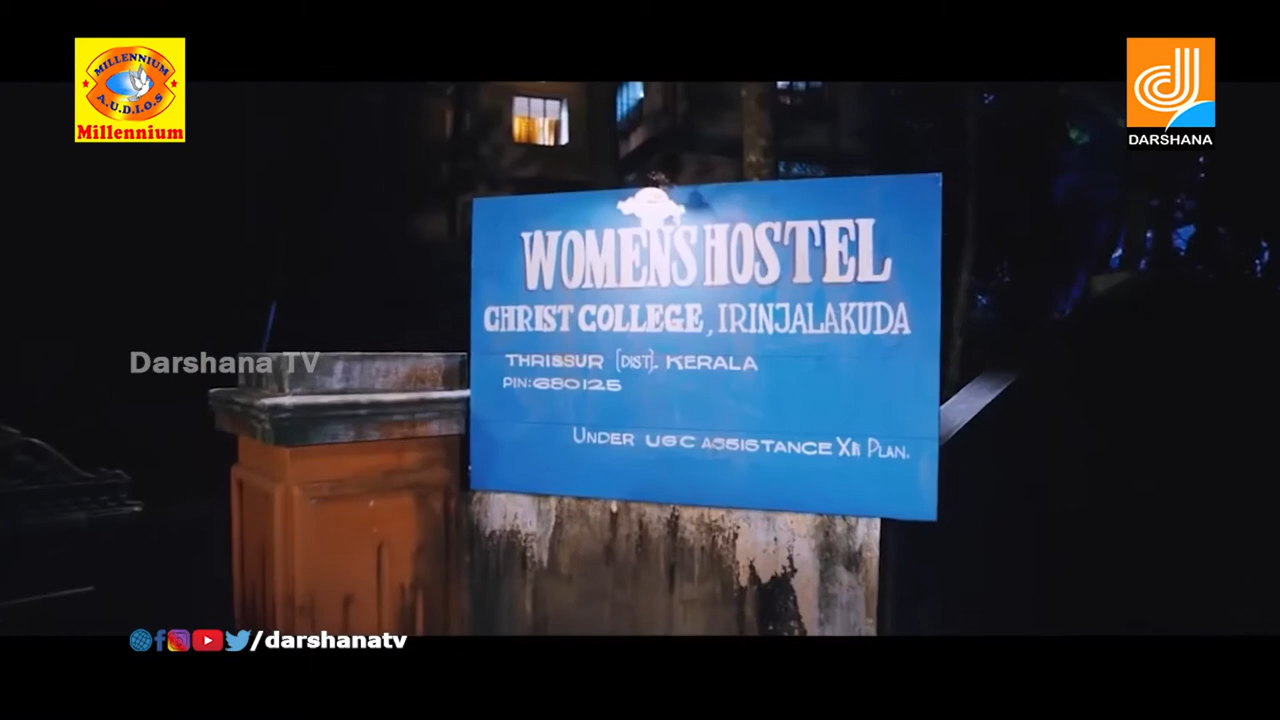 MILLENNIUM
A.U.D.I.O.S
Millennium
DARSHANA
WOMENS HOSTEL
CHRIST COLLEGE, IRINJALAKUDA
THRISSUR (DIST). KERALA
PIN: 680125
UNDER UGC ASSISTANCE XII PLAN.
Darshana TV
/darshanatv